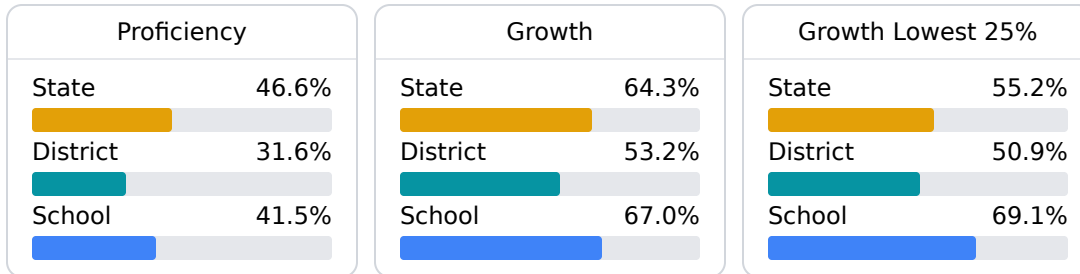 Proficiency
State 46.6%
District 31.6%
School 41.5%
Growth
State 64.3%
District 53.2%
School 67.0%
Growth Lowest 25%
State 55.2%
District 50.9%
School 69.1%